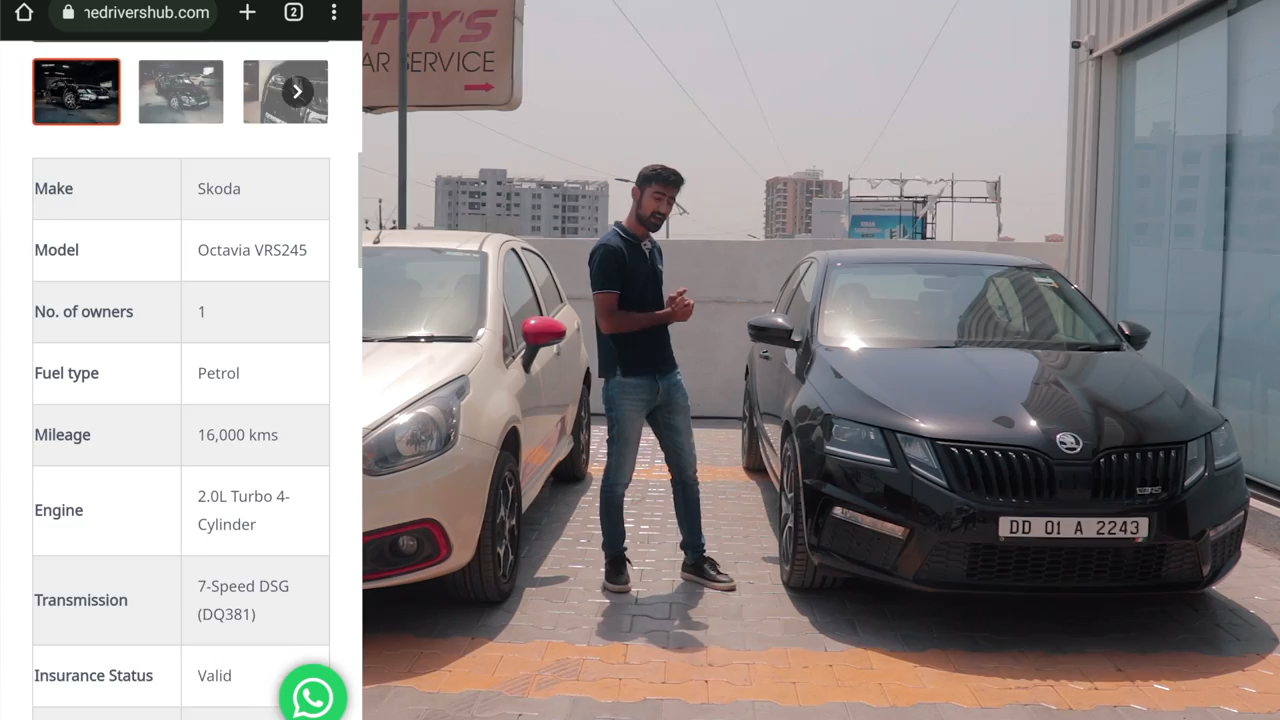 nedrivershub.com
2
Make Skoda
Model Octavia VRS245
No. of owners 1
Fuel type Petrol
Mileage 16,000 kms
Engine 2.0L Turbo 4-
Cylinder
Transmission 7-Speed DSG
(DQ381)
Insurance Status Valid
ETTY'S
AR SERVICE
DD 01 A 2243